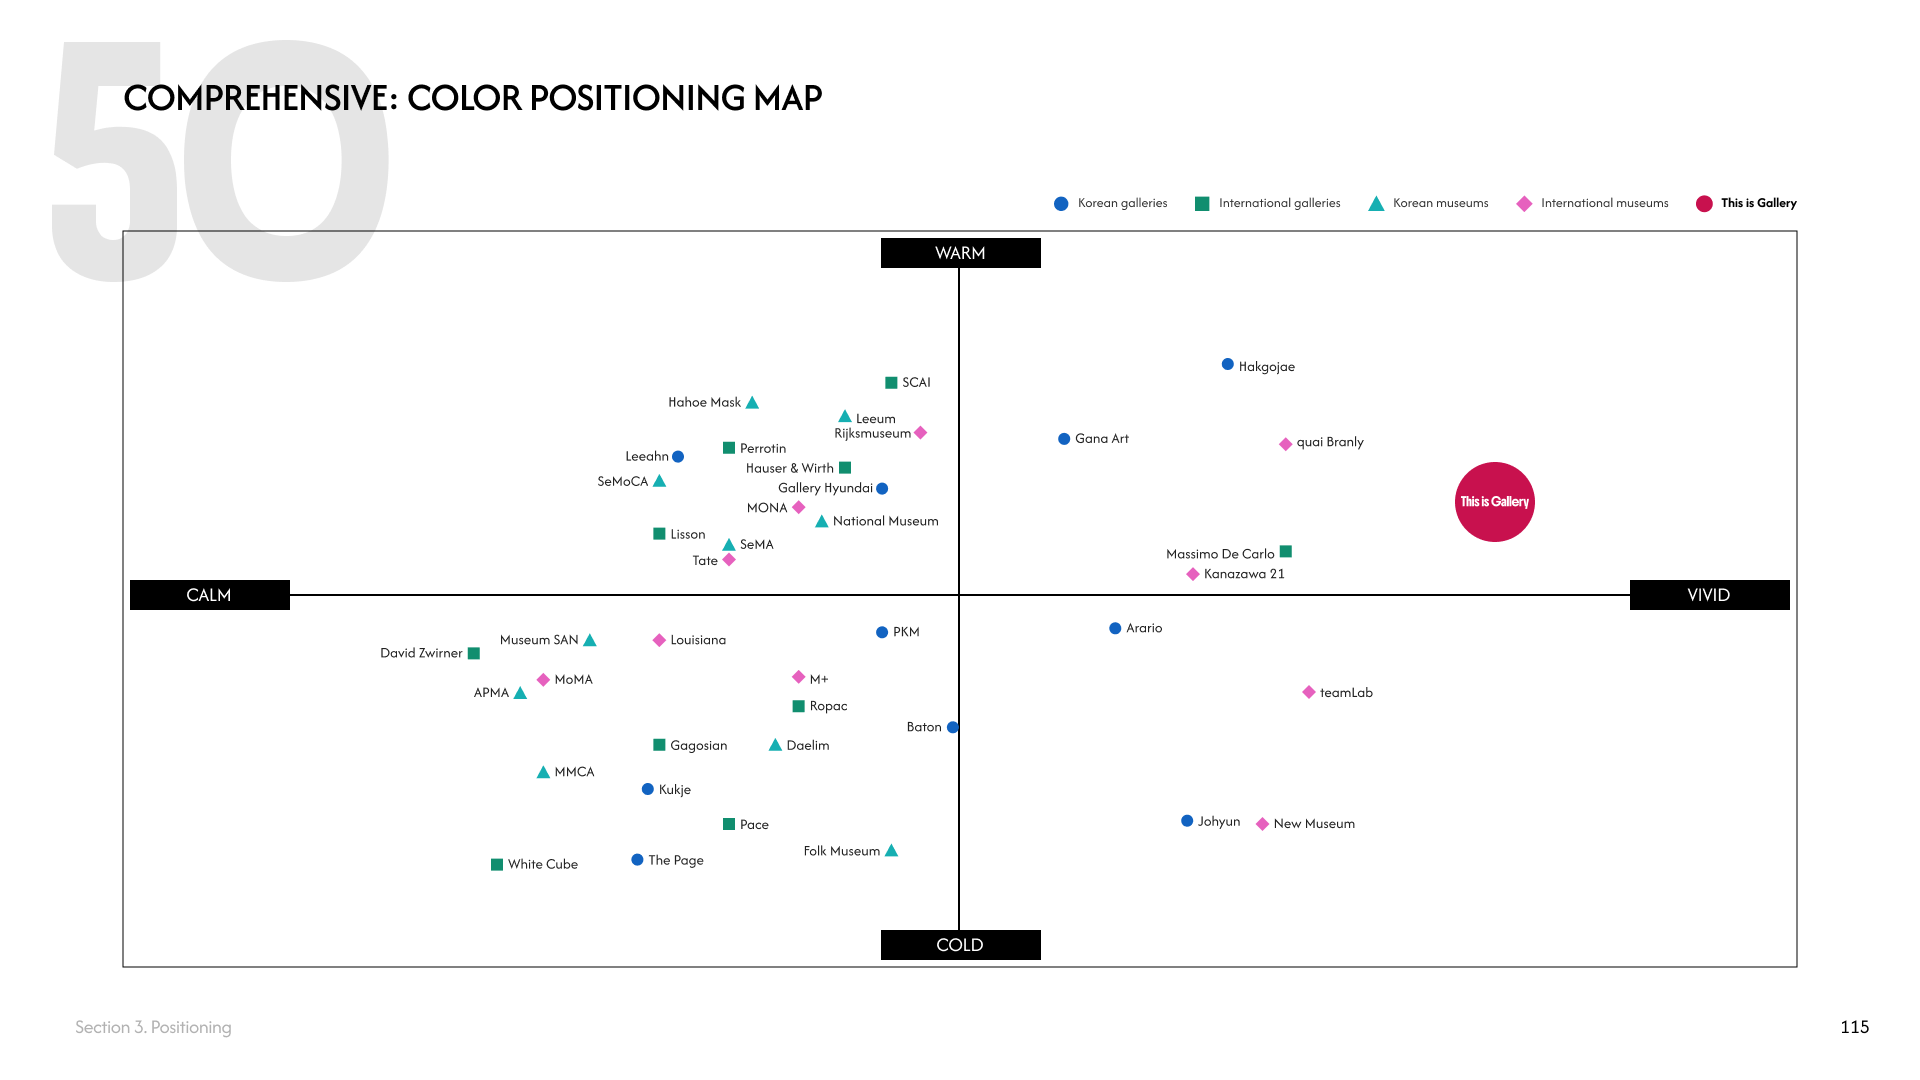 50
COMPREHENSIVE: COLOR POSITIONING MAP
Korean galleries
International galleries
Korean museums
International museums
This is Gallery
WARM
Hakgojae
SCAI
Hahoe Mask
Leeum
Rijksmuseum
Gana Art
quai Branly
Perrotin
Leeahn
Hauser & Wirth
SeMoCA
Gallery Hyundai
This is Gallery
MONA
National Museum
Lisson
SeMA
Massimo De Carlo
Tate
Kanazawa 21
CALM
VIVID
Arario
PKM
Museum SAN
Louisiana
David Zwirner
MoMA
M+
APMA
teamLab
Ropac
Baton
Gagosian
Daelim
MMCA
Kukje
Johyun
New Museum
Pace
Folk Museum
The Page
White Cube
COLD
Section 3. Positioning
115